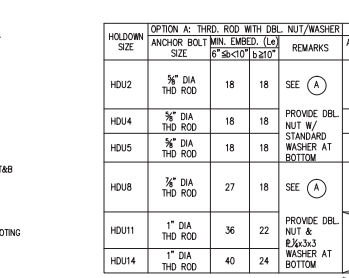 OPTION A: THRD. ROD WITH DBL. NUT/WASHER
HOLDOWN SIZE
ANCHOR BOLT SIZE
MIN. EMBED. (Le)
6"≤b<10" b≥10"
REMARKS
HDU2 5/8" DIA THD ROD 18 18 SEE A
HDU4 5/8" DIA THD ROD 18 18 PROVIDE DBL. NUT W/ STANDARD WASHER AT BOTTOM
HDU5 5/8" DIA THD ROD 18 18
HDU8 7/8" DIA THD ROD 27 18 SEE A
HDU11 1" DIA THD ROD 36 22 PROVIDE DBL. NUT & PL1/4x3x3 WASHER AT BOTTOM
HDU14 1" DIA THD ROD 40 24
T&B